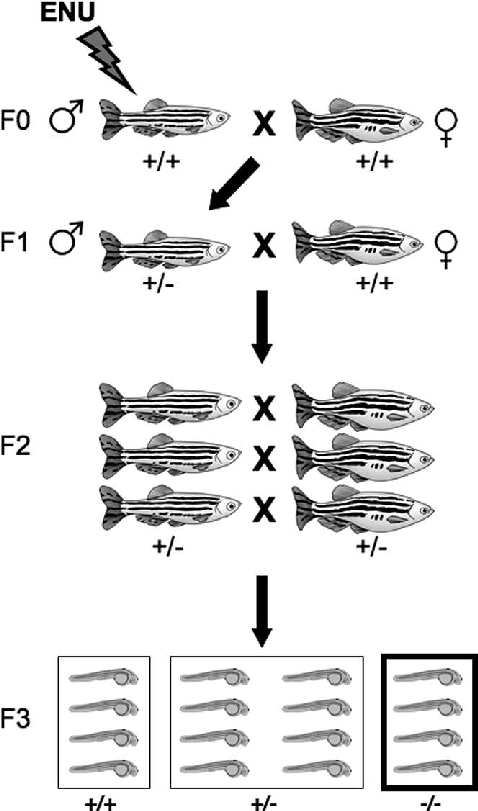 ENU
F0 ♂ X ♀
+/+ +/+
F1 ♂ X ♀
+/- +/+
X
F2 X
X
+/- +/-
F3
+/+ +/- -/-